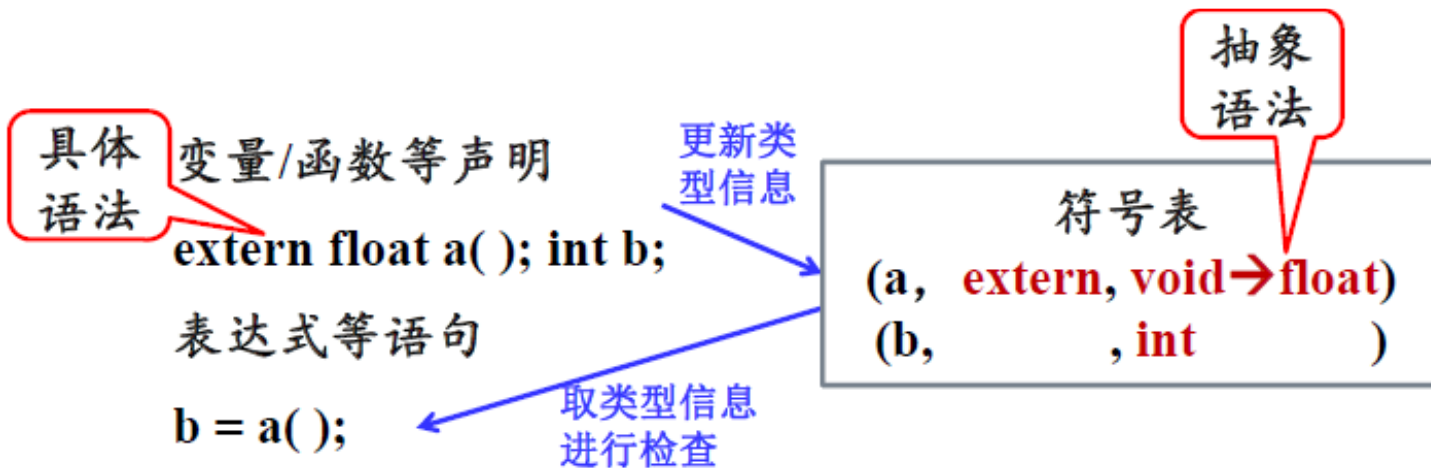 具体
语法
变量/函数等声明
extern float a( ); int b;
表达式等语句
b = a( );
更新类
型信息
取类型信息
进行检查
抽象
语法
符号表
(a, extern, void➔float)
(b, , int )